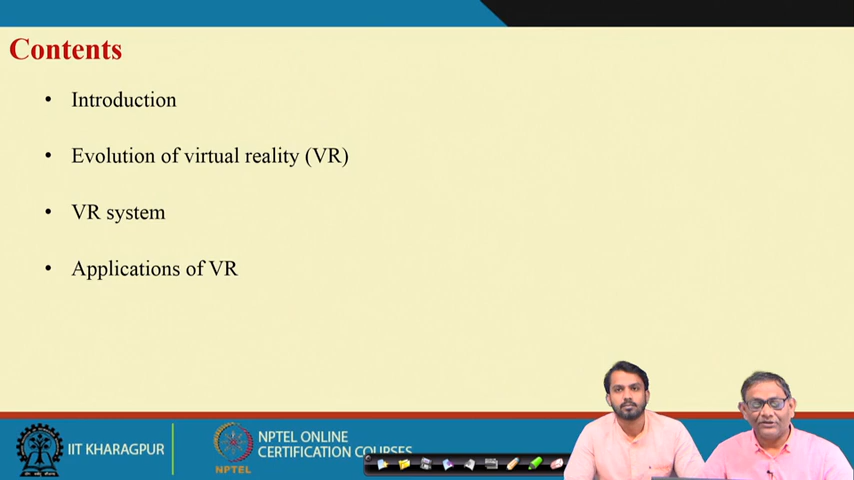 Contents
• Introduction
• Evolution of virtual reality (VR)
• VR system
• Applications of VR
IIT KHARAGPUR
NPTEL
NPTEL ONLINE
CERTIFICATION COURSES